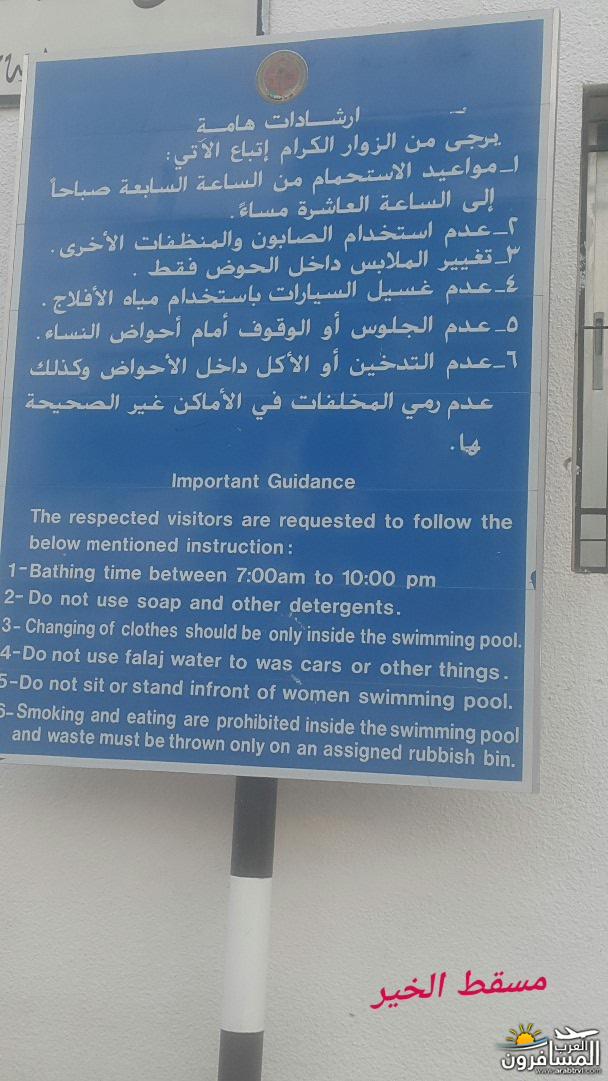 ارشـــادات هامــة
يرجى من الزوار الكرام إتباع الآتي:
١ـ مواعيد الاستحمام من الساعة السابعة صباحاً
إلى الساعة العاشرة مساءً.
٢ـ عدم استخدام الصابون والمنظفات الأخرى.
٣ـ تغيير الملابس داخل الحوض فقط.
٤ـ عدم غسيل السيارات باستخدام مياه الأفلاج.
٥ـ عدم الجلوس أو الوقوف أمام أحواض النساء.
٦ـ عدم التدخين أو الأكل داخل الأحواض وكذلك
عدم رمي المخلفات في الأماكن غير الصحيحة
لها.
Important Guidance
The respected visitors are requested to follow the
below mentioned instruction:
1-Bathing time between 7:00am to 10:00 pm
2-Do not use soap and other detergents.
3-Changing of clothes should be only inside the swimming pool.
4-Do not use falaj water to was cars or other things.
5-Do not sit or stand infront of women swimming pool.
6-Smoking and eating are prohibited inside the swimming pool
and waste must be thrown only on an assigned rubbish bin.
مسقط الخير
العرب
المسافرون
www.arabtrvl.com